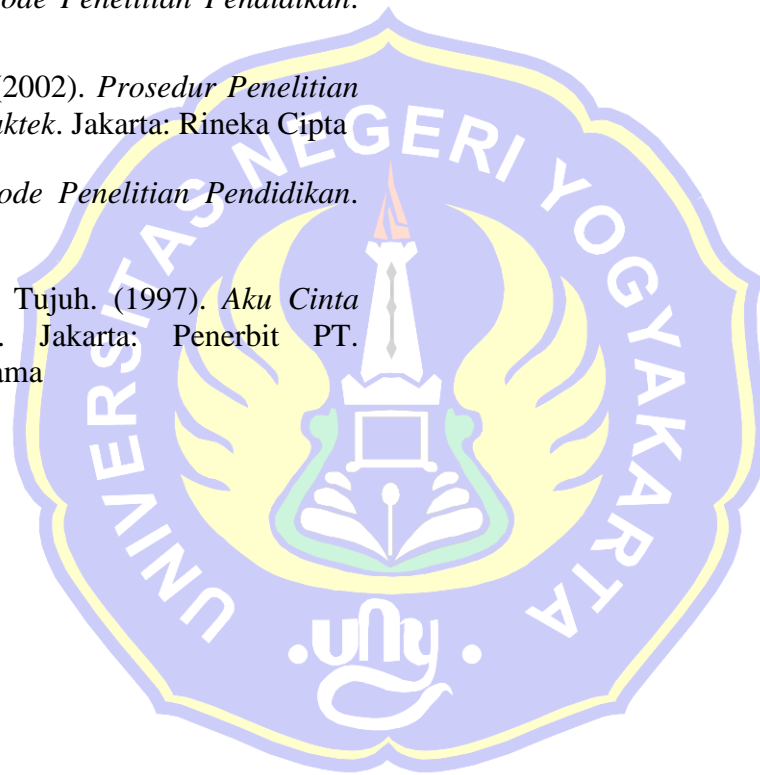 ode Penelitian Pendidikan.
(2002). Prosedur Penelitian
aktek. Jakarta: Rineka Cipta
ode Penelitian Pendidikan.
Tujuh. (1997). Aku Cinta
. Jakarta: Penerbit PT.
ama
UNIVERSITAS NEGERI YOGYAKARTA
.uny.